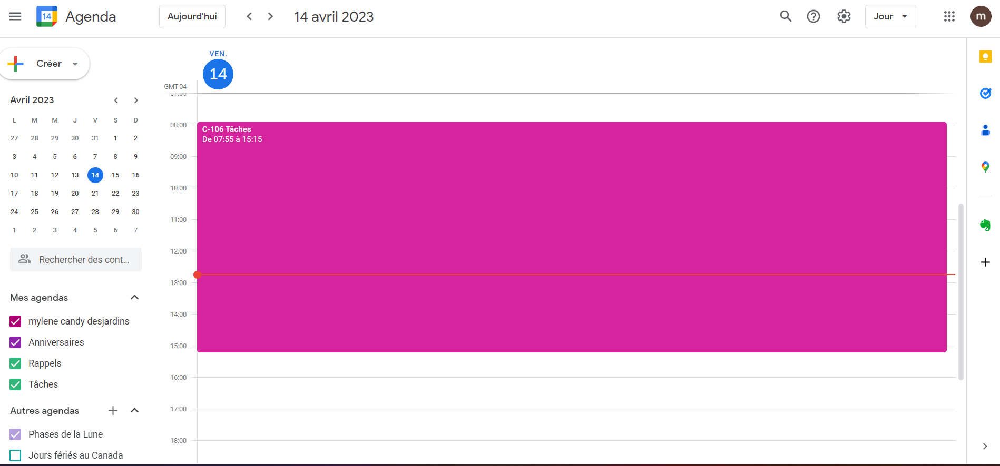 14 Agenda
Aujourd'hui
14 avril 2023
Jour
m
Créer
VEN.
14
GMT-04
07:00
Avril 2023
L M M J V S D
27 28 29 30 31 1 2
3 4 5 6 7 8 9
10 11 12 13 14 15 16
17 18 19 20 21 22 23
24 25 26 27 28 29 30
1 2 3 4 5 6 7
Rechercher des cont...
Mes agendas
mylene candy desjardins
Anniversaires
Rappels
Tâches
Autres agendas
Phases de la Lune
Jours fériés au Canada
08:00
C-106 Tâches
De 07:55 à 15:15
09:00
10:00
11:00
12:00
13:00
14:00
15:00
16:00
17:00
18:00